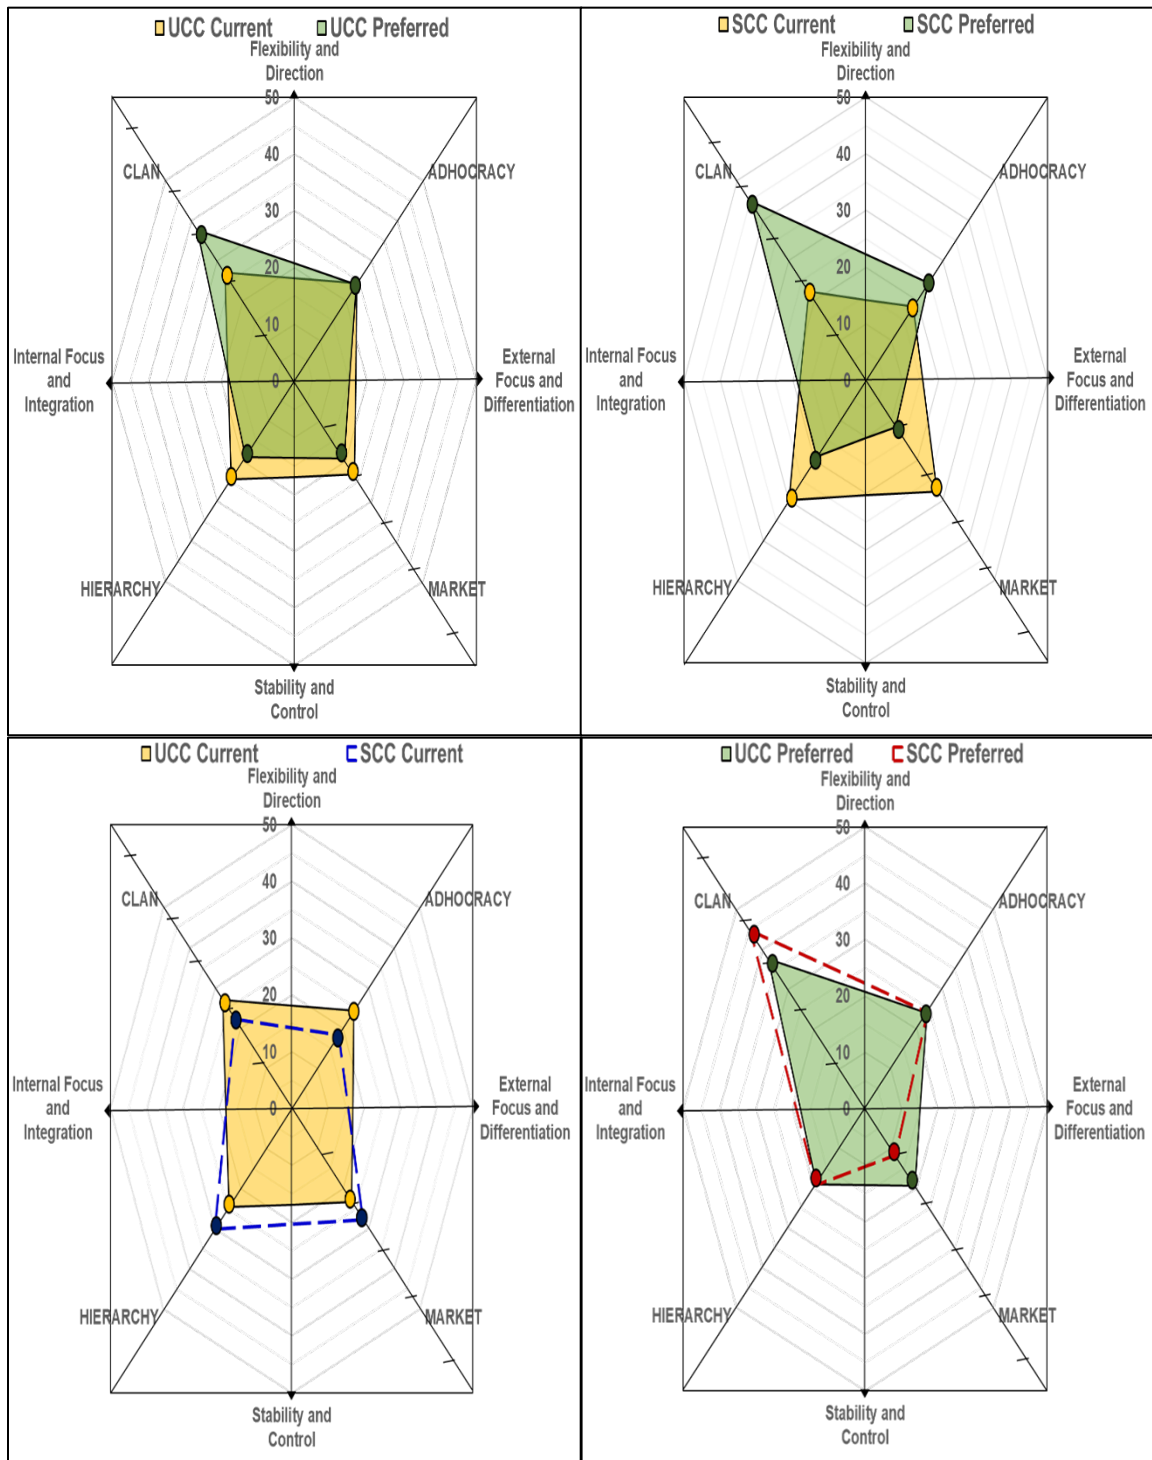 UCC Current UCC Preferred
Flexibility and
Direction
50
40
CLAN ADHOCRACY
30
20
10
Internal Focus
and
Integration
0
External
Focus and
Differentiation
HIERARCHY MARKET
Stability and
Control
SCC Current SCC Preferred
Flexibility and
Direction
50
40
CLAN ADHOCRACY
30
20
10
Internal Focus
and
Integration
0
External
Focus and
Differentiation
HIERARCHY MARKET
Stability and
Control
UCC Current SCC Current
Flexibility and
Direction
50
40
CLAN ADHOCRACY
30
20
10
Internal Focus
and
Integration
0
External
Focus and
Differentiation
HIERARCHY MARKET
Stability and
Control
UCC Preferred SCC Preferred
Flexibility and
Direction
50
40
CLAN ADHOCRACY
30
20
10
Internal Focus
and
Integration
0
External
Focus and
Differentiation
HIERARCHY MARKET
Stability and
Control